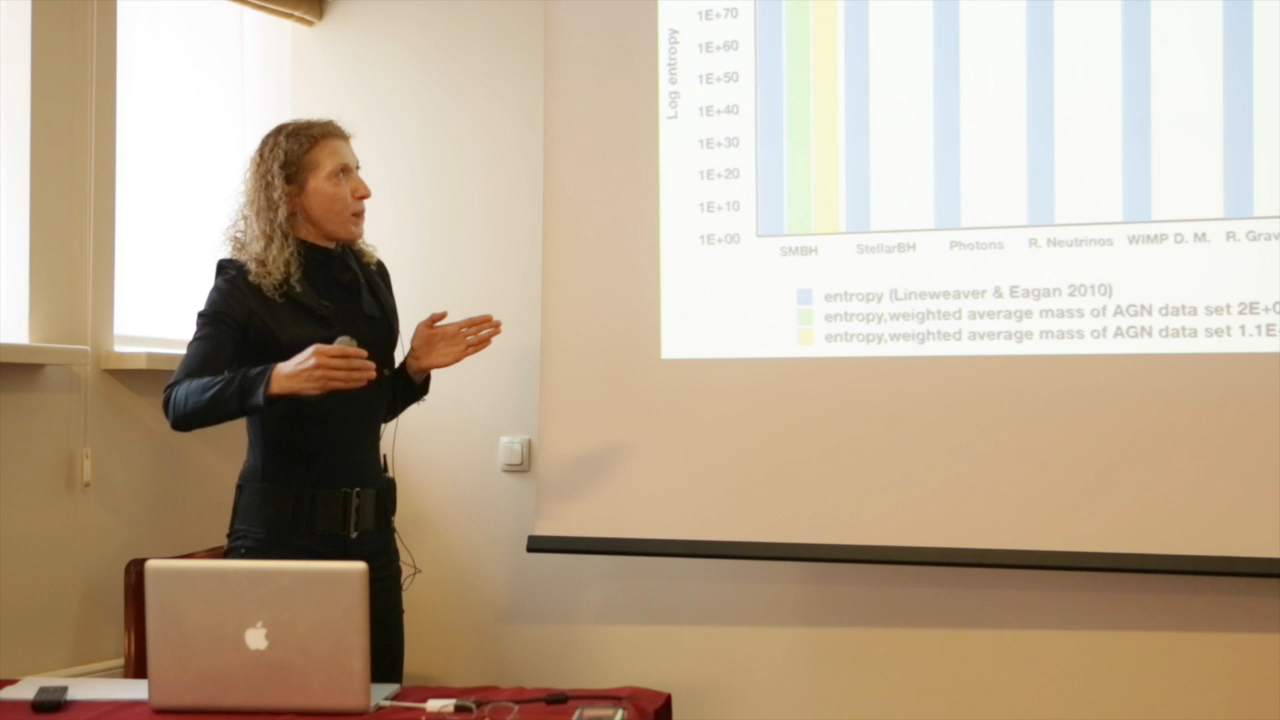 1E+70
1E+60
1E+50
1E+40
1E+30
1E+20
1E+10
1E+00
Log entropy
SMBH StellarBH Photons R. Neutrinos WIMP D. M. R. Grav
entropy (Lineweaver & Eagan 2010)
entropy,weighted average mass of AGN data set 2E+0
entropy,weighted average mass of AGN data set 1.1E